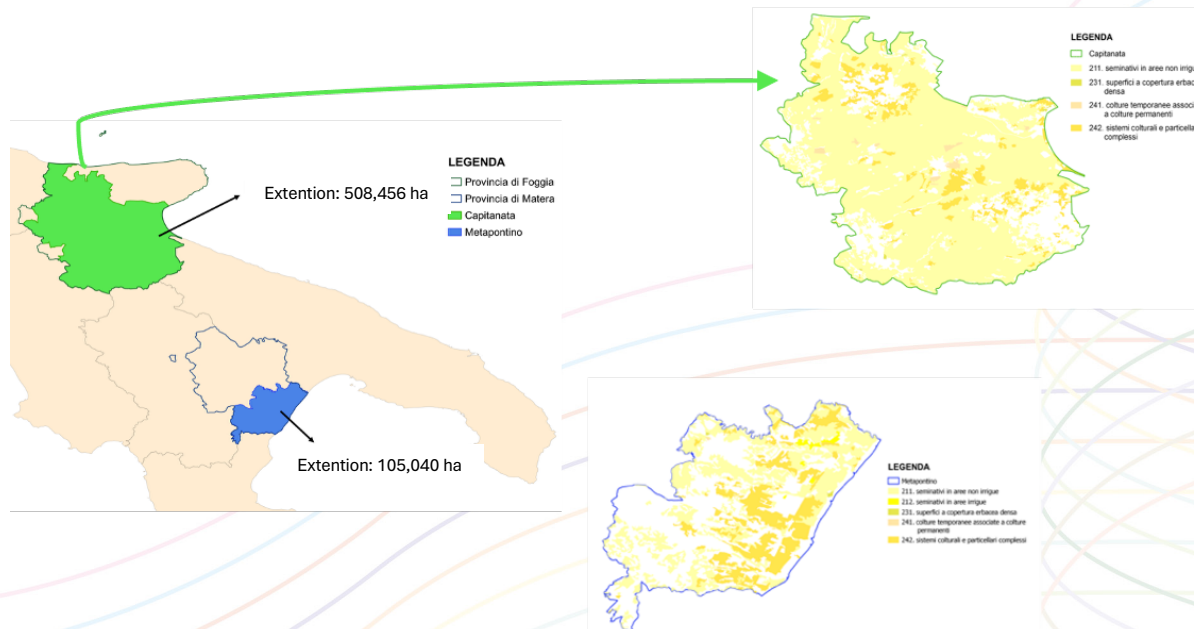 LEGENDA
Provincia di Foggia
Provincia di Matera
Capitanata
Metapontino
Extention: 508,456 ha
Extention: 105,040 ha
LEGENDA
Capitanata
211. seminativi in aree non irrigue
231. superfici a copertura erbac
densa
241. colture temporanee associa
a colture permanenti
242. sistemi colturali e particella
complessi
LEGENDA
Metapontino
211. seminativi in aree non irrigue
212. seminativi in aree irrigue
231. superfici a copertura erbacea densa
241. colture temporanee associate a colture
permanenti
242. sistemi colturali e particellari complessi